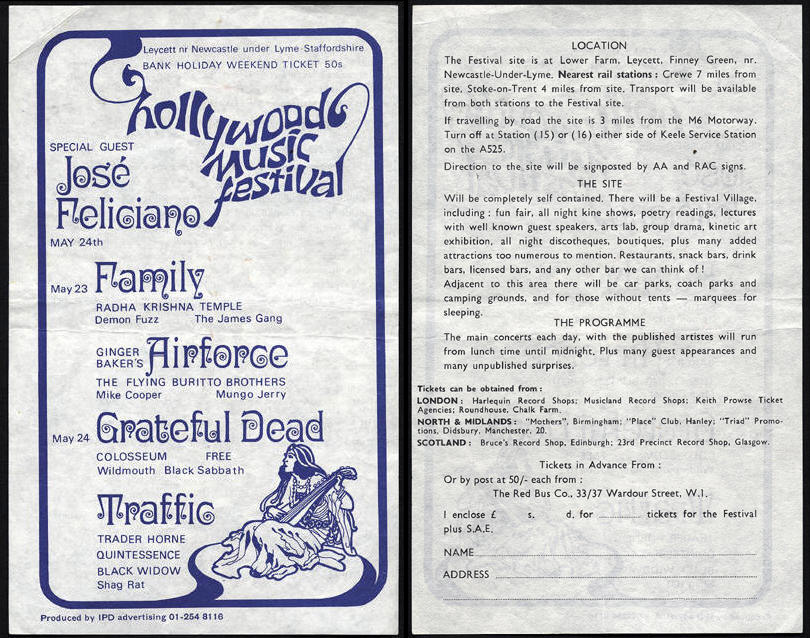 Leycett nr Newcastle under Lyme Staffordshire
BANK HOLIDAY WEEKEND TICKET 50s
hollywood
music
festival
SPECIAL GUEST
José
Feliciano
MAY 24th
May 23 Family
RADHA KRISHNA TEMPLE
Demon Fuzz The James Gang
GINGER
BAKER'S Airforce
THE FLYING BURITTO BROTHERS
Mike Cooper Mungo Jerry
May 24 Grateful Dead
COLOSSEUM FREE
Wildmouth Black Sabbath
Traffic
TRADER HORNE
QUINTESSENCE
BLACK WIDOW
Shag Rat
Produced by IPD advertising 01-254 8116
LOCATION
The Festival site is at Lower Farm, Leycett, Finney Green, nr.
Newcastle-Under-Lyme. Nearest rail stations : Crewe 7 miles from
site, Stoke-on-Trent 4 miles from site. Transport will be available
from both stations to the Festival site.
If travelling by road the site is 3 miles from the M6 Motorway.
Turn off at Station (15) or (16) either side of Keele Service Station
on the A525.
Direction to the site will be signposted by AA and RAC signs.
THE SITE
Will be completely self contained. There will be a Festival Village,
including : fun fair, all night kine shows, poetry readings, lectures
with well known guest speakers, arts lab, group drama, kinetic art
exhibition, all night discotheques, boutiques, plus many added
attractions too numerous to mention. Restaurants, snack bars, drink
bars, licensed bars, and any other bar we can think of !
Adjacent to this area there will be car parks, coach parks and
camping grounds, and for those without tents — marquees for
sleeping.
THE PROGRAMME
The main concerts each day, with the published artistes will run
from lunch time until midnight. Plus many guest appearances and
many unpublished surprises.
Tickets can be obtained from :
LONDON : Harlequin Record Shops; Musicland Record Shops; Keith Prowse Ticket
Agencies; Roundhouse, Chalk Farm.
NORTH & MIDLANDS : "Mothers", Birmingham; "Place" Club, Hanley; "Triad" Promo-
tions, Didsbury, Manchester, 20.
SCOTLAND : Bruce's Record Shop, Edinburgh; 23rd Precinct Record Shop, Glasgow.
Tickets in Advance From :
Or by post at 50/- each from :
The Red Bus Co., 33/37 Wardour Street, W.1.
I enclose £ s. d. for ............ tickets for the Festival
plus S.A.E.
NAME
ADDRESS